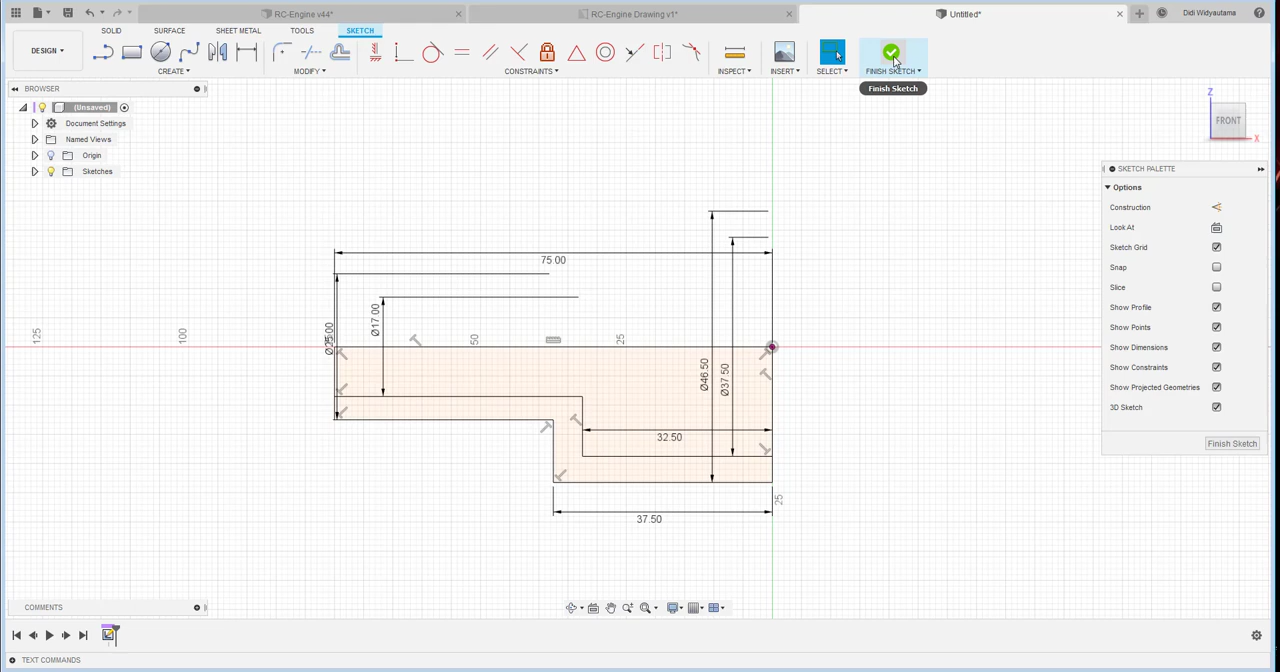 RC-Engine v44*
RC-Engine Drawing v1*
Untitled*
Didi Widyautama
SOLID
SURFACE
SHEET METAL
TOOLS
SKETCH
DESIGN
CREATE
MODIFY
CONSTRAINTS
INSPECT
INSERT
SELECT
FINISH SKETCH
Finish Sketch
BROWSER
(Unsaved)
Document Settings
Named Views
Origin
Sketches
Z
FRONT
X
SKETCH PALETTE
Options
Construction
Look At
Sketch Grid
Snap
Slice
Show Profile
Show Points
Show Dimensions
Show Constraints
Show Projected Geometries
3D Sketch
Finish Sketch
75.00
Ø17.00
125
100
50
25
Ø46.50
Ø37.50
32.50
37.50
25
COMMENTS
TEXT COMMANDS